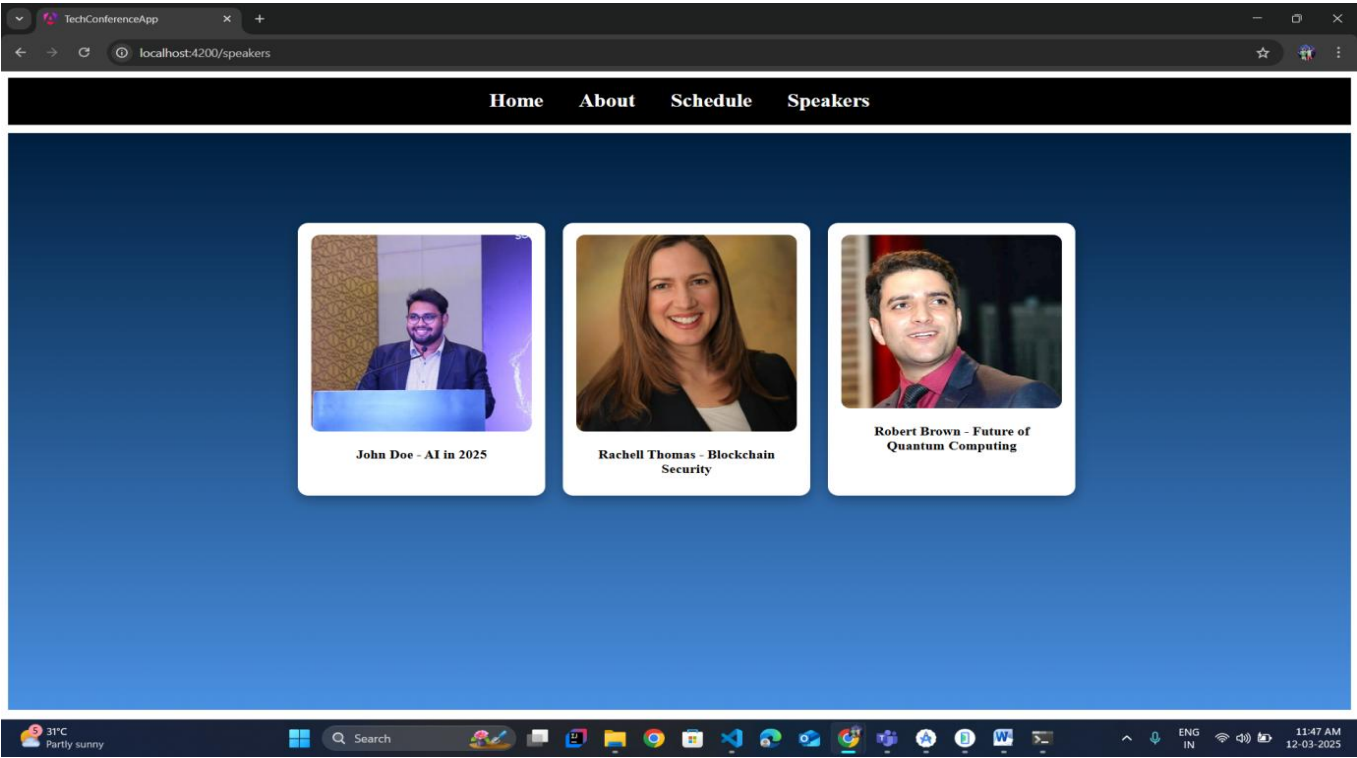 TechConferenceApp
localhost:4200/speakers
Home About Schedule Speakers
John Doe - AI in 2025
Rachell Thomas - Blockchain
Security
Robert Brown - Future of
Quantum Computing
5
31°C
Partly sunny
Search
ENG
IN
11:47 AM
12-03-2025